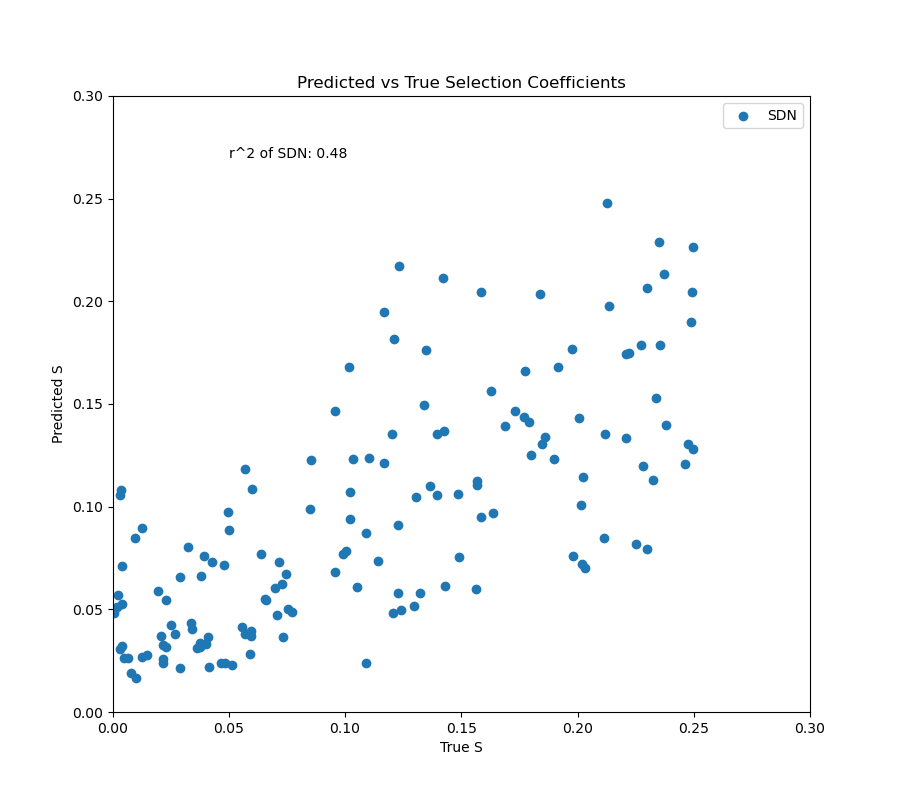 Predicted vs True Selection Coefficients
0.30
SDN
r^2 of SDN: 0.48
0.25
0.20
0.15
Predicted S
0.10
0.05
0.00
0.00 0.05 0.10 0.15 0.20 0.25 0.30
True S